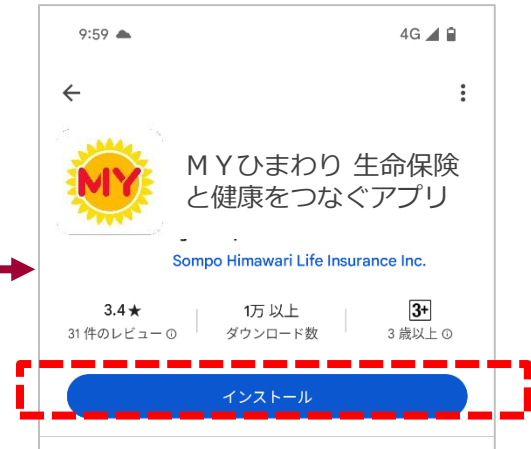 9:59
4G
MY
ＭＹひまわり 生命保険
と健康をつなぐアプリ
Sompo Himawari Life Insurance Inc.
3.4★
1万 以上
3+
31 件のレビュー
ダウンロード数
3 歳以上
インストール